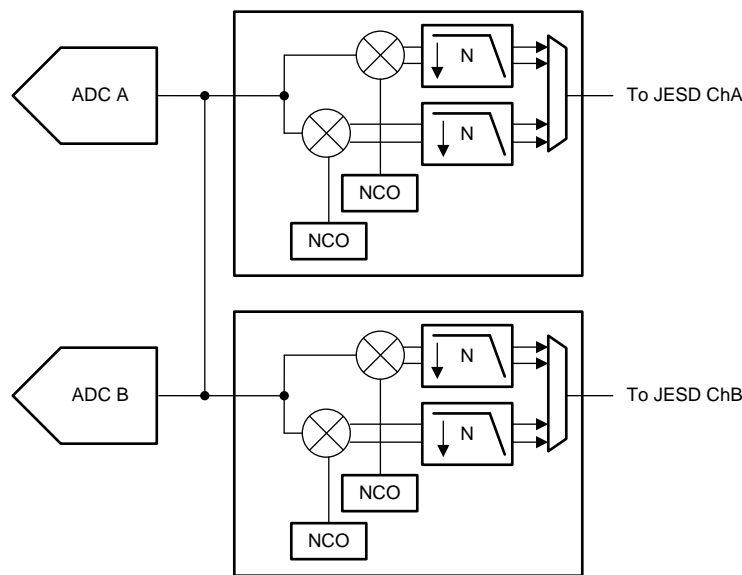 N
ADC A
To JESD ChA
N
NCO
NCO
N
ADC B
To JESD ChB
N
NCO
NCO